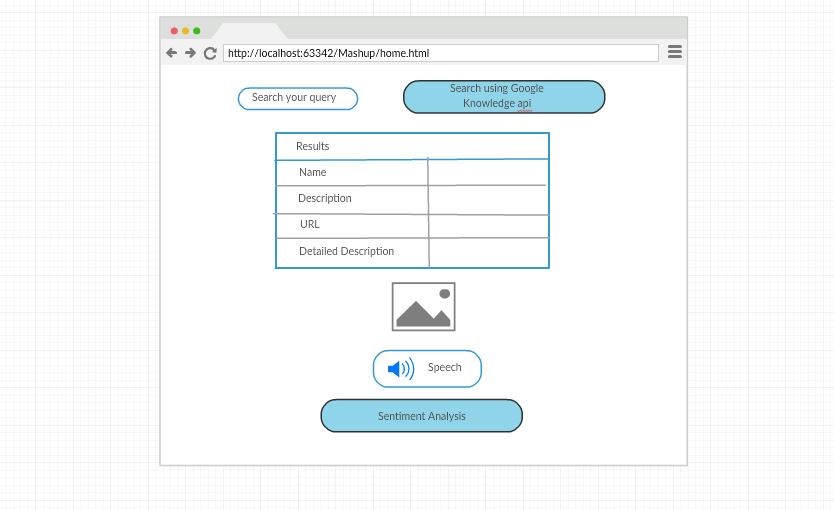 http://localhost:63342/Mashup/home.html
Search your query
Search using Google
Knowledge api
Results
Name
Description
URL
Detailed Description
Speech
Sentiment Analysis